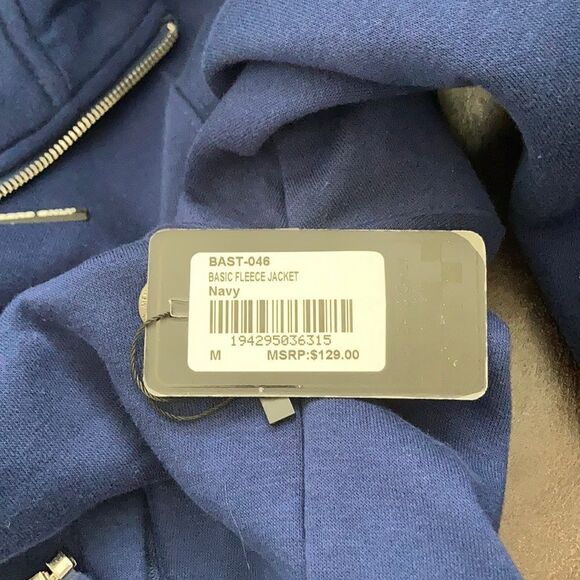 BAST-046
BASIC FLEECE JACKET
Navy
194295036315
M MSRP:$129.00